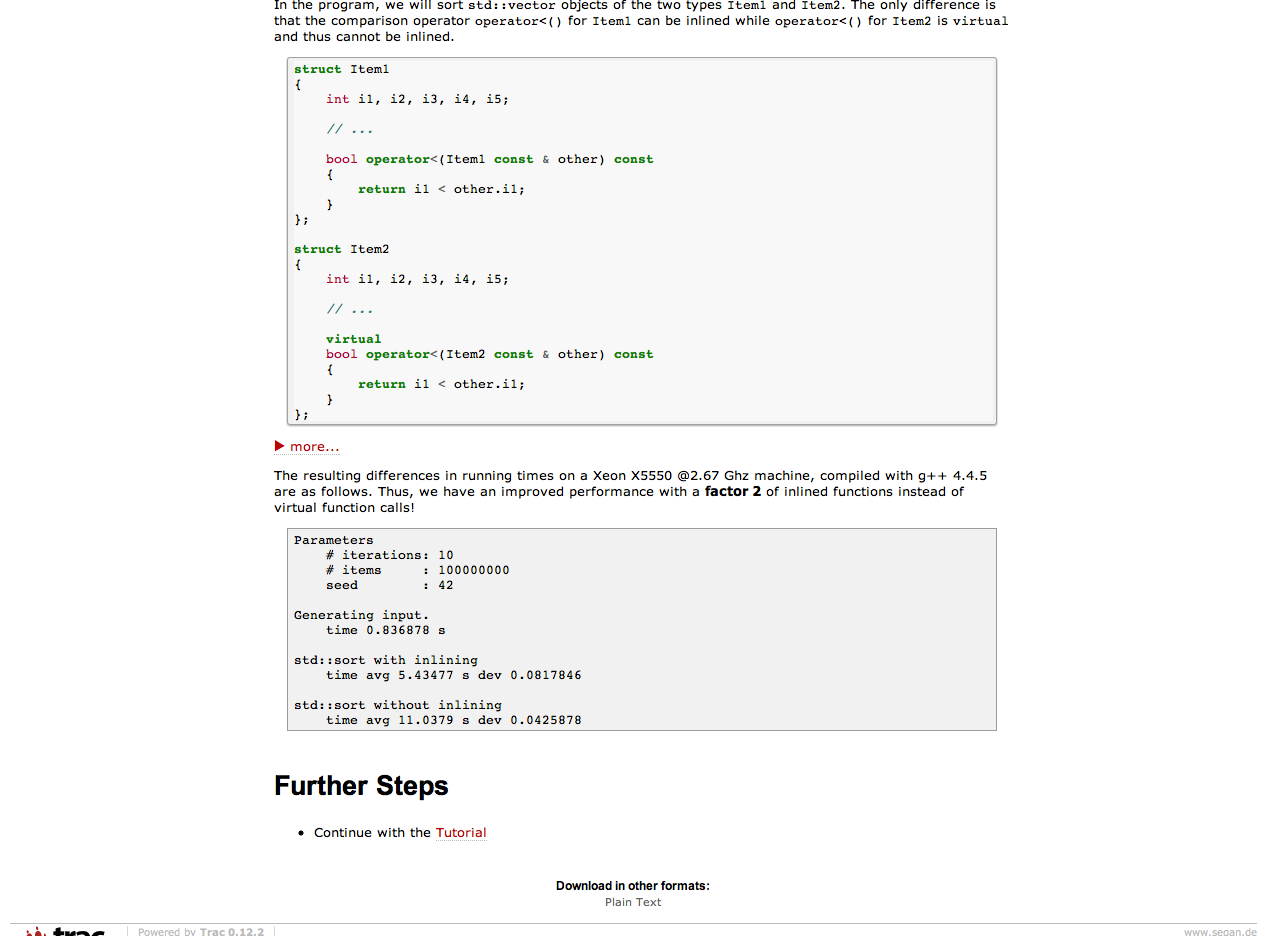 In the program, we will sort std::vector objects of the two types Item1 and Item2. The only difference is
that the comparison operator operator<() for Item1 can be inlined while operator<() for Item2 is virtual
and thus cannot be inlined.
struct Item1
{
    int i1, i2, i3, i4, i5;
    // ...
    bool operator<(Item1 const & other) const
    {
        return i1 < other.i1;
    }
};
struct Item2
{
    int i1, i2, i3, i4, i5;
    // ...
    virtual
    bool operator<(Item2 const & other) const
    {
        return i1 < other.i1;
    }
};
▶ more...
The resulting differences in running times on a Xeon X5550 @2.67 Ghz machine, compiled with g++ 4.4.5
are as follows. Thus, we have an improved performance with a factor 2 of inlined functions instead of
virtual function calls!
Parameters
    # iterations: 10
    # items     : 100000000
    seed        : 42
Generating input.
    time 0.836878 s
std::sort with inlining
    time avg 5.43477 s dev 0.0817846
std::sort without inlining
    time avg 11.0379 s dev 0.0425878
Further Steps
• Continue with the Tutorial
Download in other formats:
Plain Text
trac Powered by Trac 0.12.2 www.seqan.de